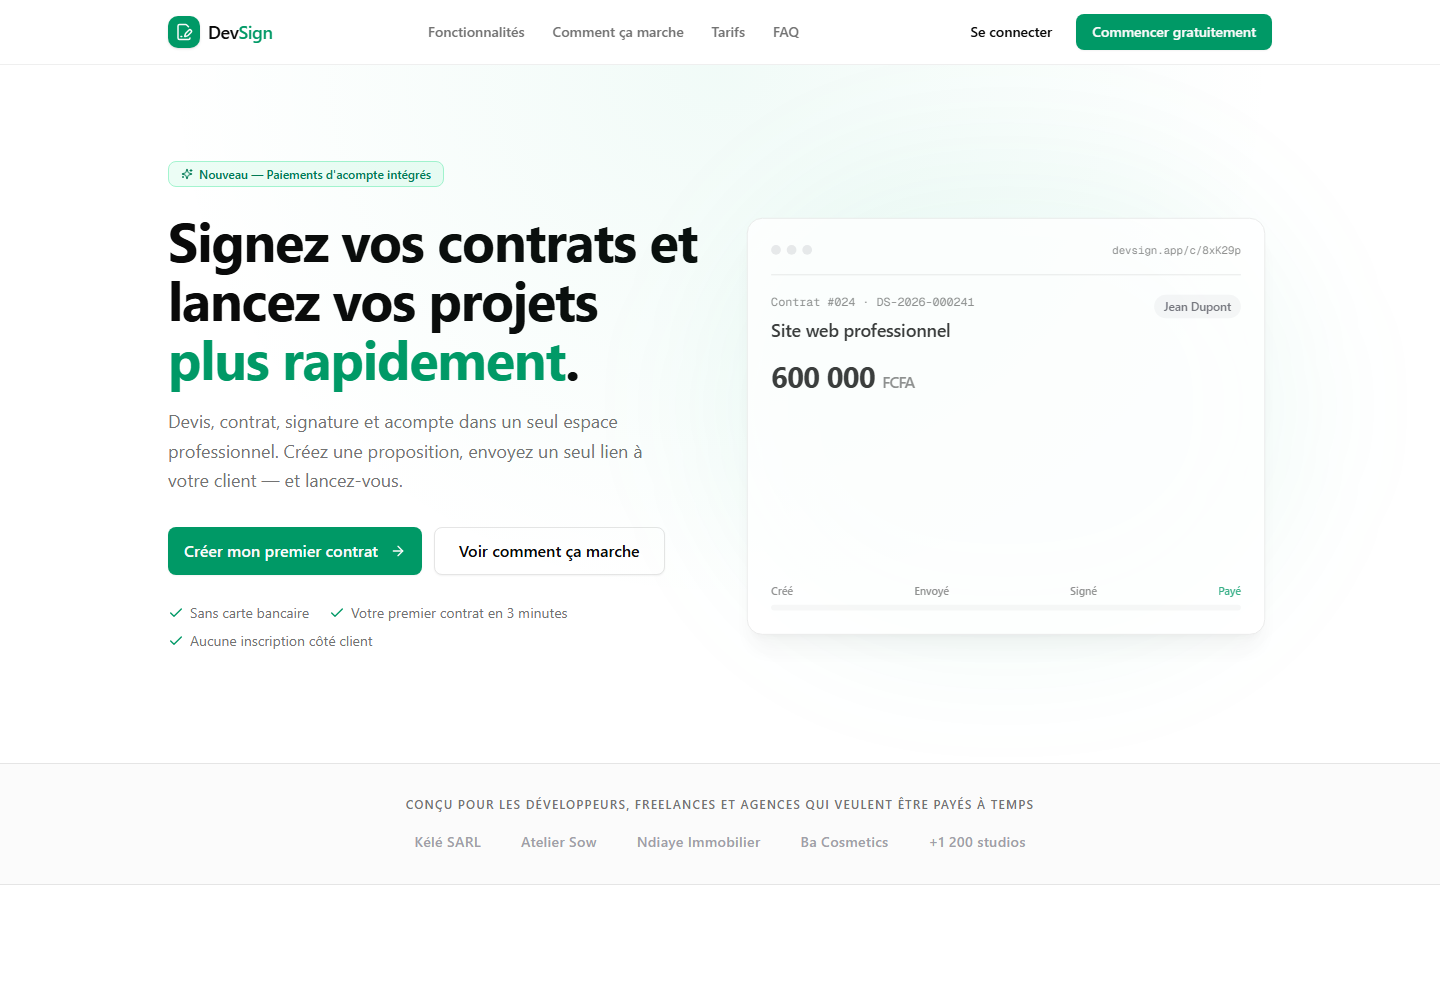 DevSign
Fonctionnalités
Comment ça marche
Tarifs
FAQ
Se connecter
Commencer gratuitement
Nouveau — Paiements d'acompte intégrés
Signez vos contrats et
lancez vos projets
plus rapidement.
Devis, contrat, signature et acompte dans un seul espace
professionnel. Créez une proposition, envoyez un seul lien à
votre client — et lancez-vous.
Créer mon premier contrat
Voir comment ça marche
Sans carte bancaire
Votre premier contrat en 3 minutes
Aucune inscription côté client
devsign.app/c/8xK29p
Contrat #024 · DS-2026-000241
Jean Dupont
Site web professionnel
600 000 FCFA
Créé
Envoyé
Signé
Payé
CONÇU POUR LES DÉVELOPPEURS, FREELANCES ET AGENCES QUI VEULENT ÊTRE PAYÉS À TEMPS
Kélé SARL
Atelier Sow
Ndiaye Immobilier
Ba Cosmetics
+1 200 studios